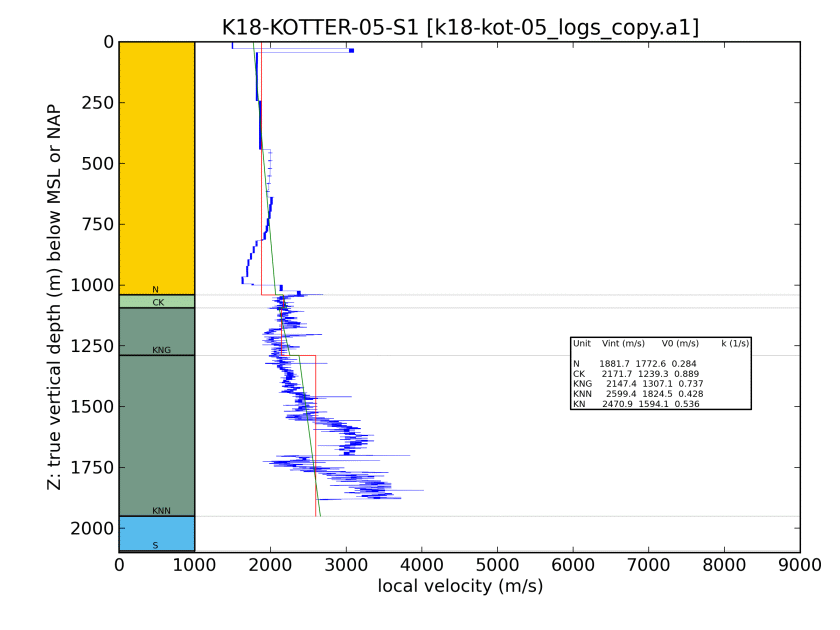 K18-KOTTER-05-S1 [k18-kot-05_logs_copy.a1]
0
250
500
750
1000
1250
1500
1750
2000
Z: true vertical depth (m) below MSL or NAP
N
CK
KNG
KNN
S
Unit Vint (m/s) V0 (m/s) k (1/s)
N 1881.7 1772.6 0.284
CK 2171.7 1239.3 0.889
KNG 2147.4 1307.1 0.737
KNN 2599.4 1824.5 0.428
KN 2470.9 1594.1 0.536
0 1000 2000 3000 4000 5000 6000 7000 8000 9000
local velocity (m/s)